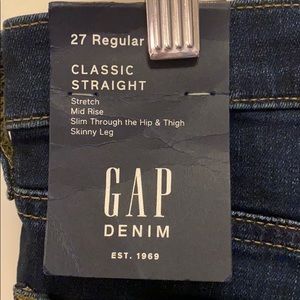 27 Regular
CLASSIC
STRAIGHT
Stretch
Mid Rise
Slim Through the Hip & Thigh
Skinny Leg
GAP
DENIM
EST. 1969